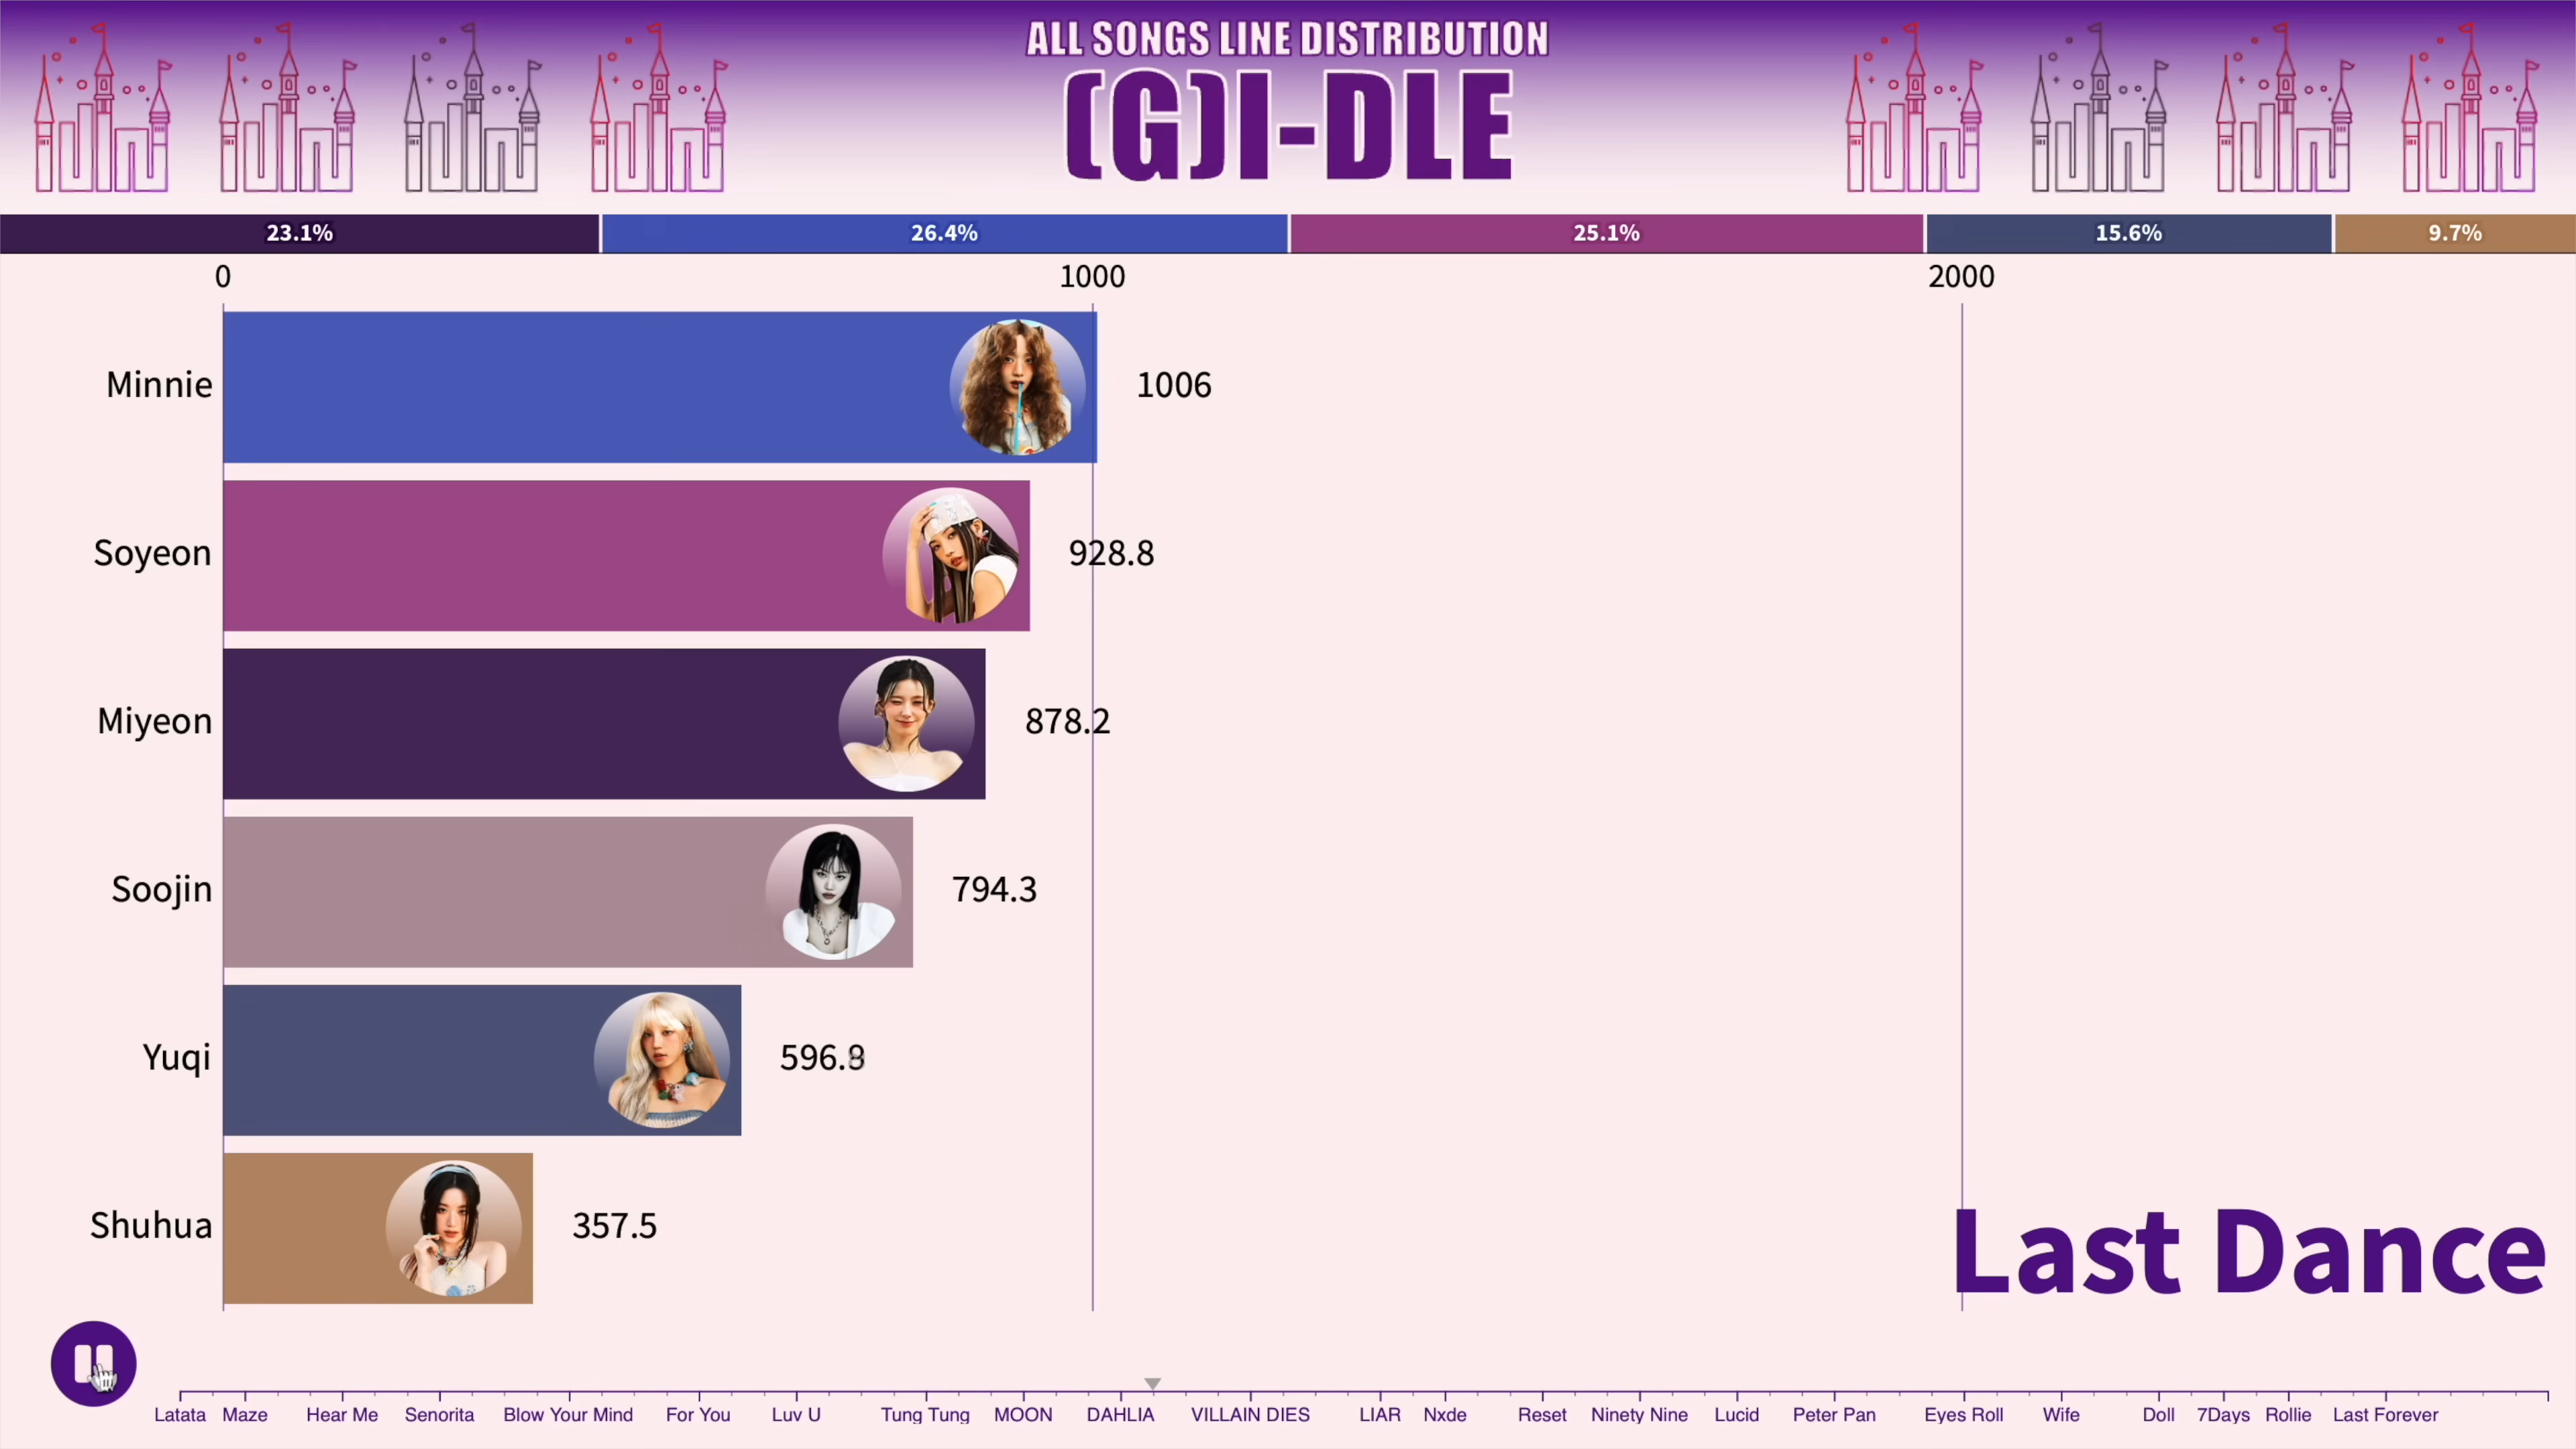 ALL SONGS LINE DISTRIBUTION
(G)I-DLE
23.1% 26.4% 25.1% 15.6% 9.7%
0 1000 2000
Minnie 1006
Soyeon 928.8
Miyeon 878.2
Soojin 794.3
Yuqi 596.8
Shuhua 357.5
Last Dance
Latata Maze Hear Me Senorita Blow Your Mind For You Luv U Tung Tung MOON DAHLIA VILLAIN DIES LIAR Nxde Reset Ninety Nine Lucid Peter Pan Eyes Roll Wife Doll 7Days Rollie Last Forever